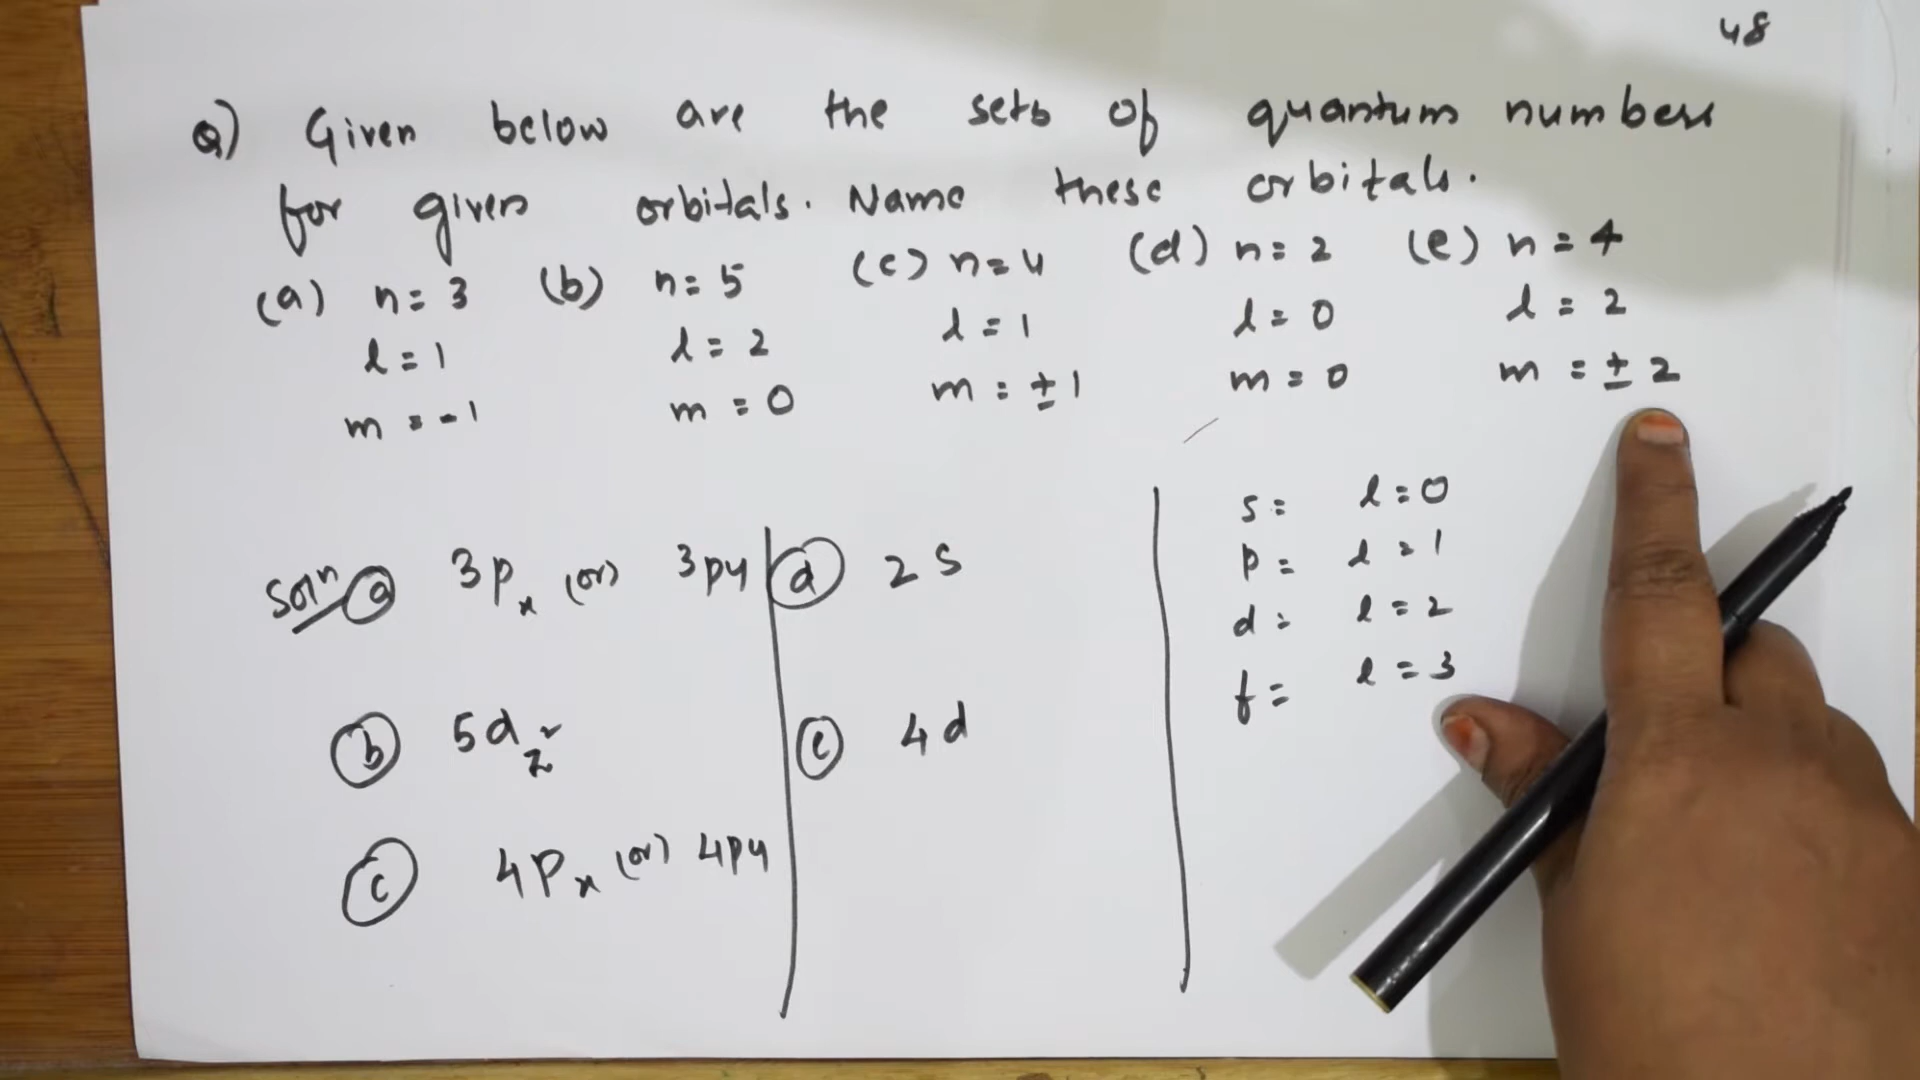 48
Q) Given below are the sets of quantum numbers
for given orbitals. Name these orbitals.
(a) n = 3 (b) n = 5 (c) n = 4 (d) n = 2 (e) n = 4
l = 1 l = 2 l = 1 l = 0 l = 2
m = -1 m = 0 m = ± 1 m = 0 m = ± 2
Solⁿ (a) 3pₓ (or) 3py
(b) 5d z²
(c) 4pₓ (or) 4py
(d) 2s
(e) 4d
s = l = 0
p = l = 1
d = l = 2
f = l = 3